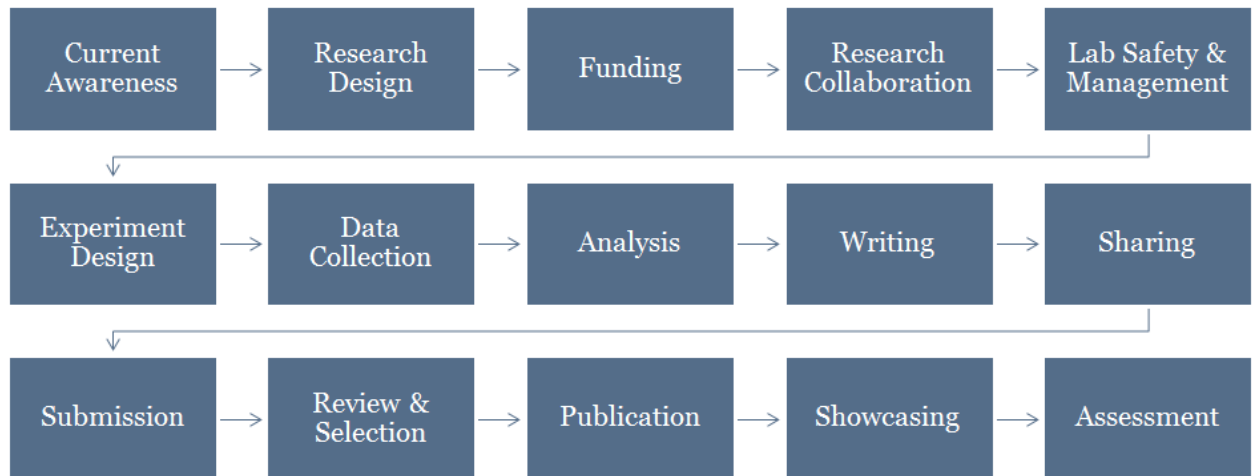 Current
Awareness
Research
Design
Funding
Research
Collaboration
Lab Safety &
Management
Experiment
Design
Data
Collection
Analysis
Writing
Sharing
Submission
Review &
Selection
Publication
Showcasing
Assessment